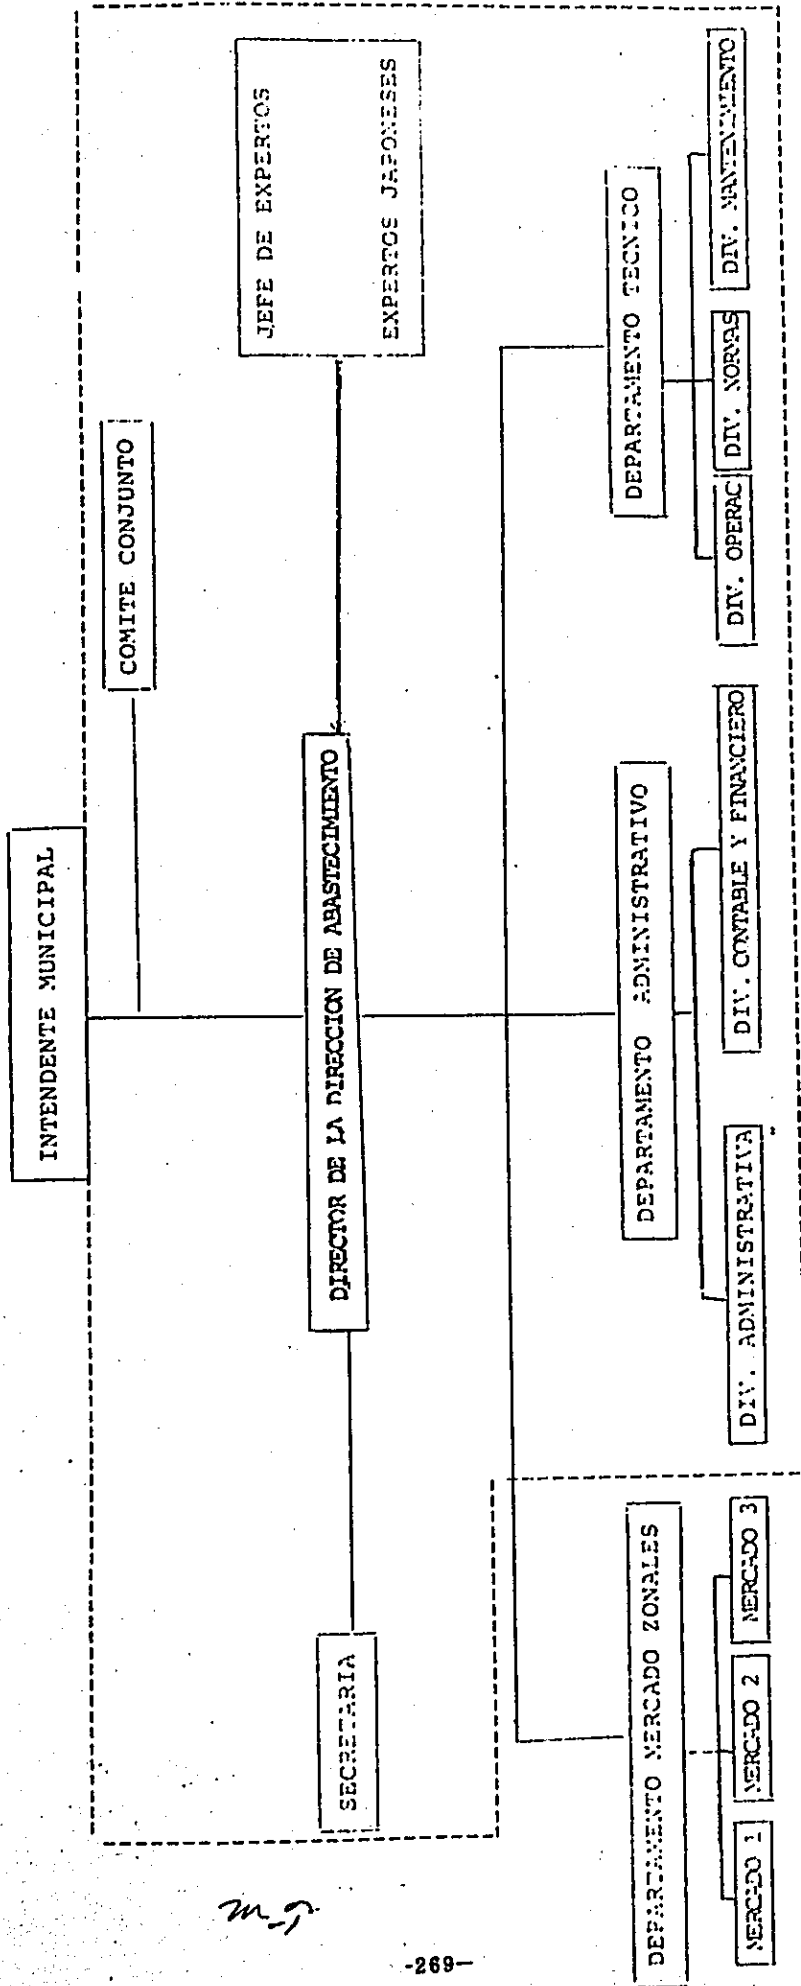 INTENDENTE MUNICIPAL
COMITE CONJUNTO
JEFE DE EXPERTOS
EXPERTOS JAPONESES
DIRECTOR DE LA DIRECCION DE ABASTECIMIENTO
SECRETARIA
DEPARTAMENTO MERCADO ZONALES
DEPARTAMENTO ADMINISTRATIVO
DEPARTAMENTO TECNICO
MERCADO 1
MERCADO 2
MERCADO 3
DIV. ADMINISTRATIVA
DIV. CONTABLE Y FINANCIERO
DIV. OPERAC
DIV. NORMAS
DIV. MANTENIMIENTO
-269-